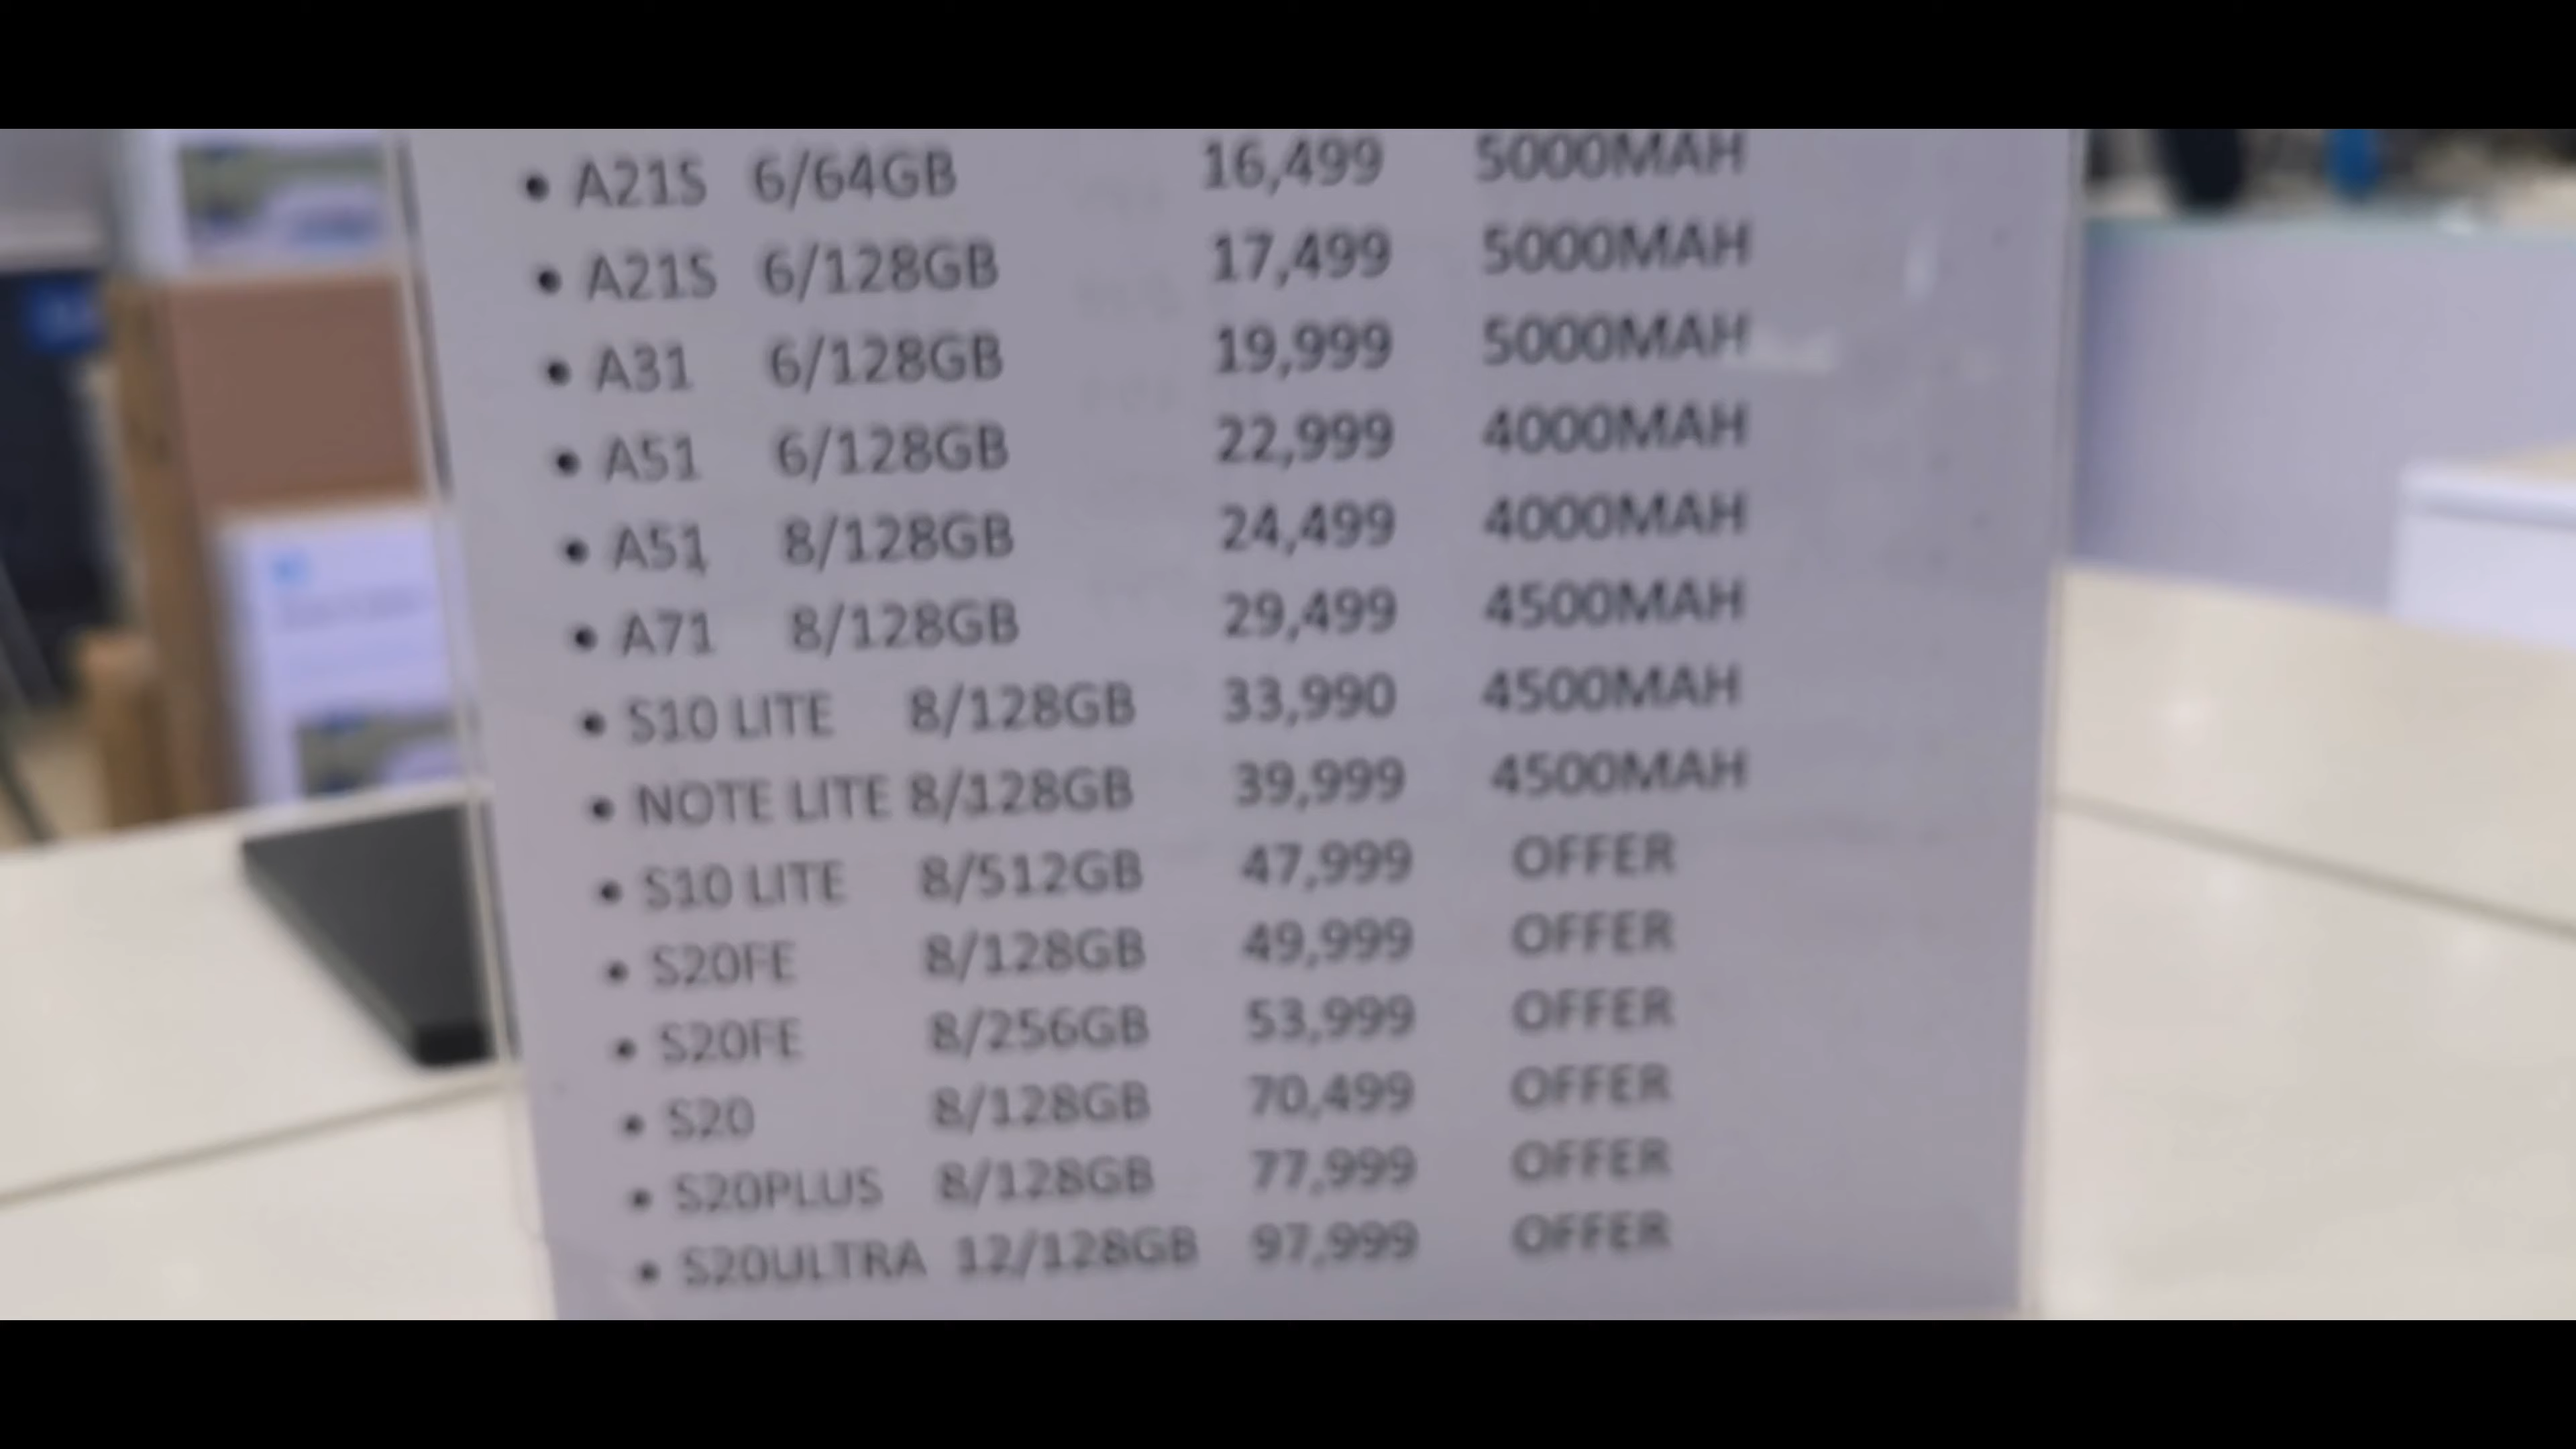 • A21S 6/64GB 16,499 5000MAH
• A21S 6/128GB 17,499 5000MAH
• A31 6/128GB 19,999 5000MAH
• A51 6/128GB 22,999 4000MAH
• A51 8/128GB 24,499 4000MAH
• A71 8/128GB 29,499 4500MAH
• S10 LITE 8/128GB 33,990 4500MAH
• NOTE LITE 8/128GB 39,999 4500MAH
• S10 LITE 8/512GB 47,999 OFFER
• S20FE 8/128GB 49,999 OFFER
• S20FE 8/256GB 53,999 OFFER
• S20 8/128GB 70,499 OFFER
• S20PLUS 8/128GB 77,999 OFFER
• S20ULTRA 12/128GB 97,999 OFFER